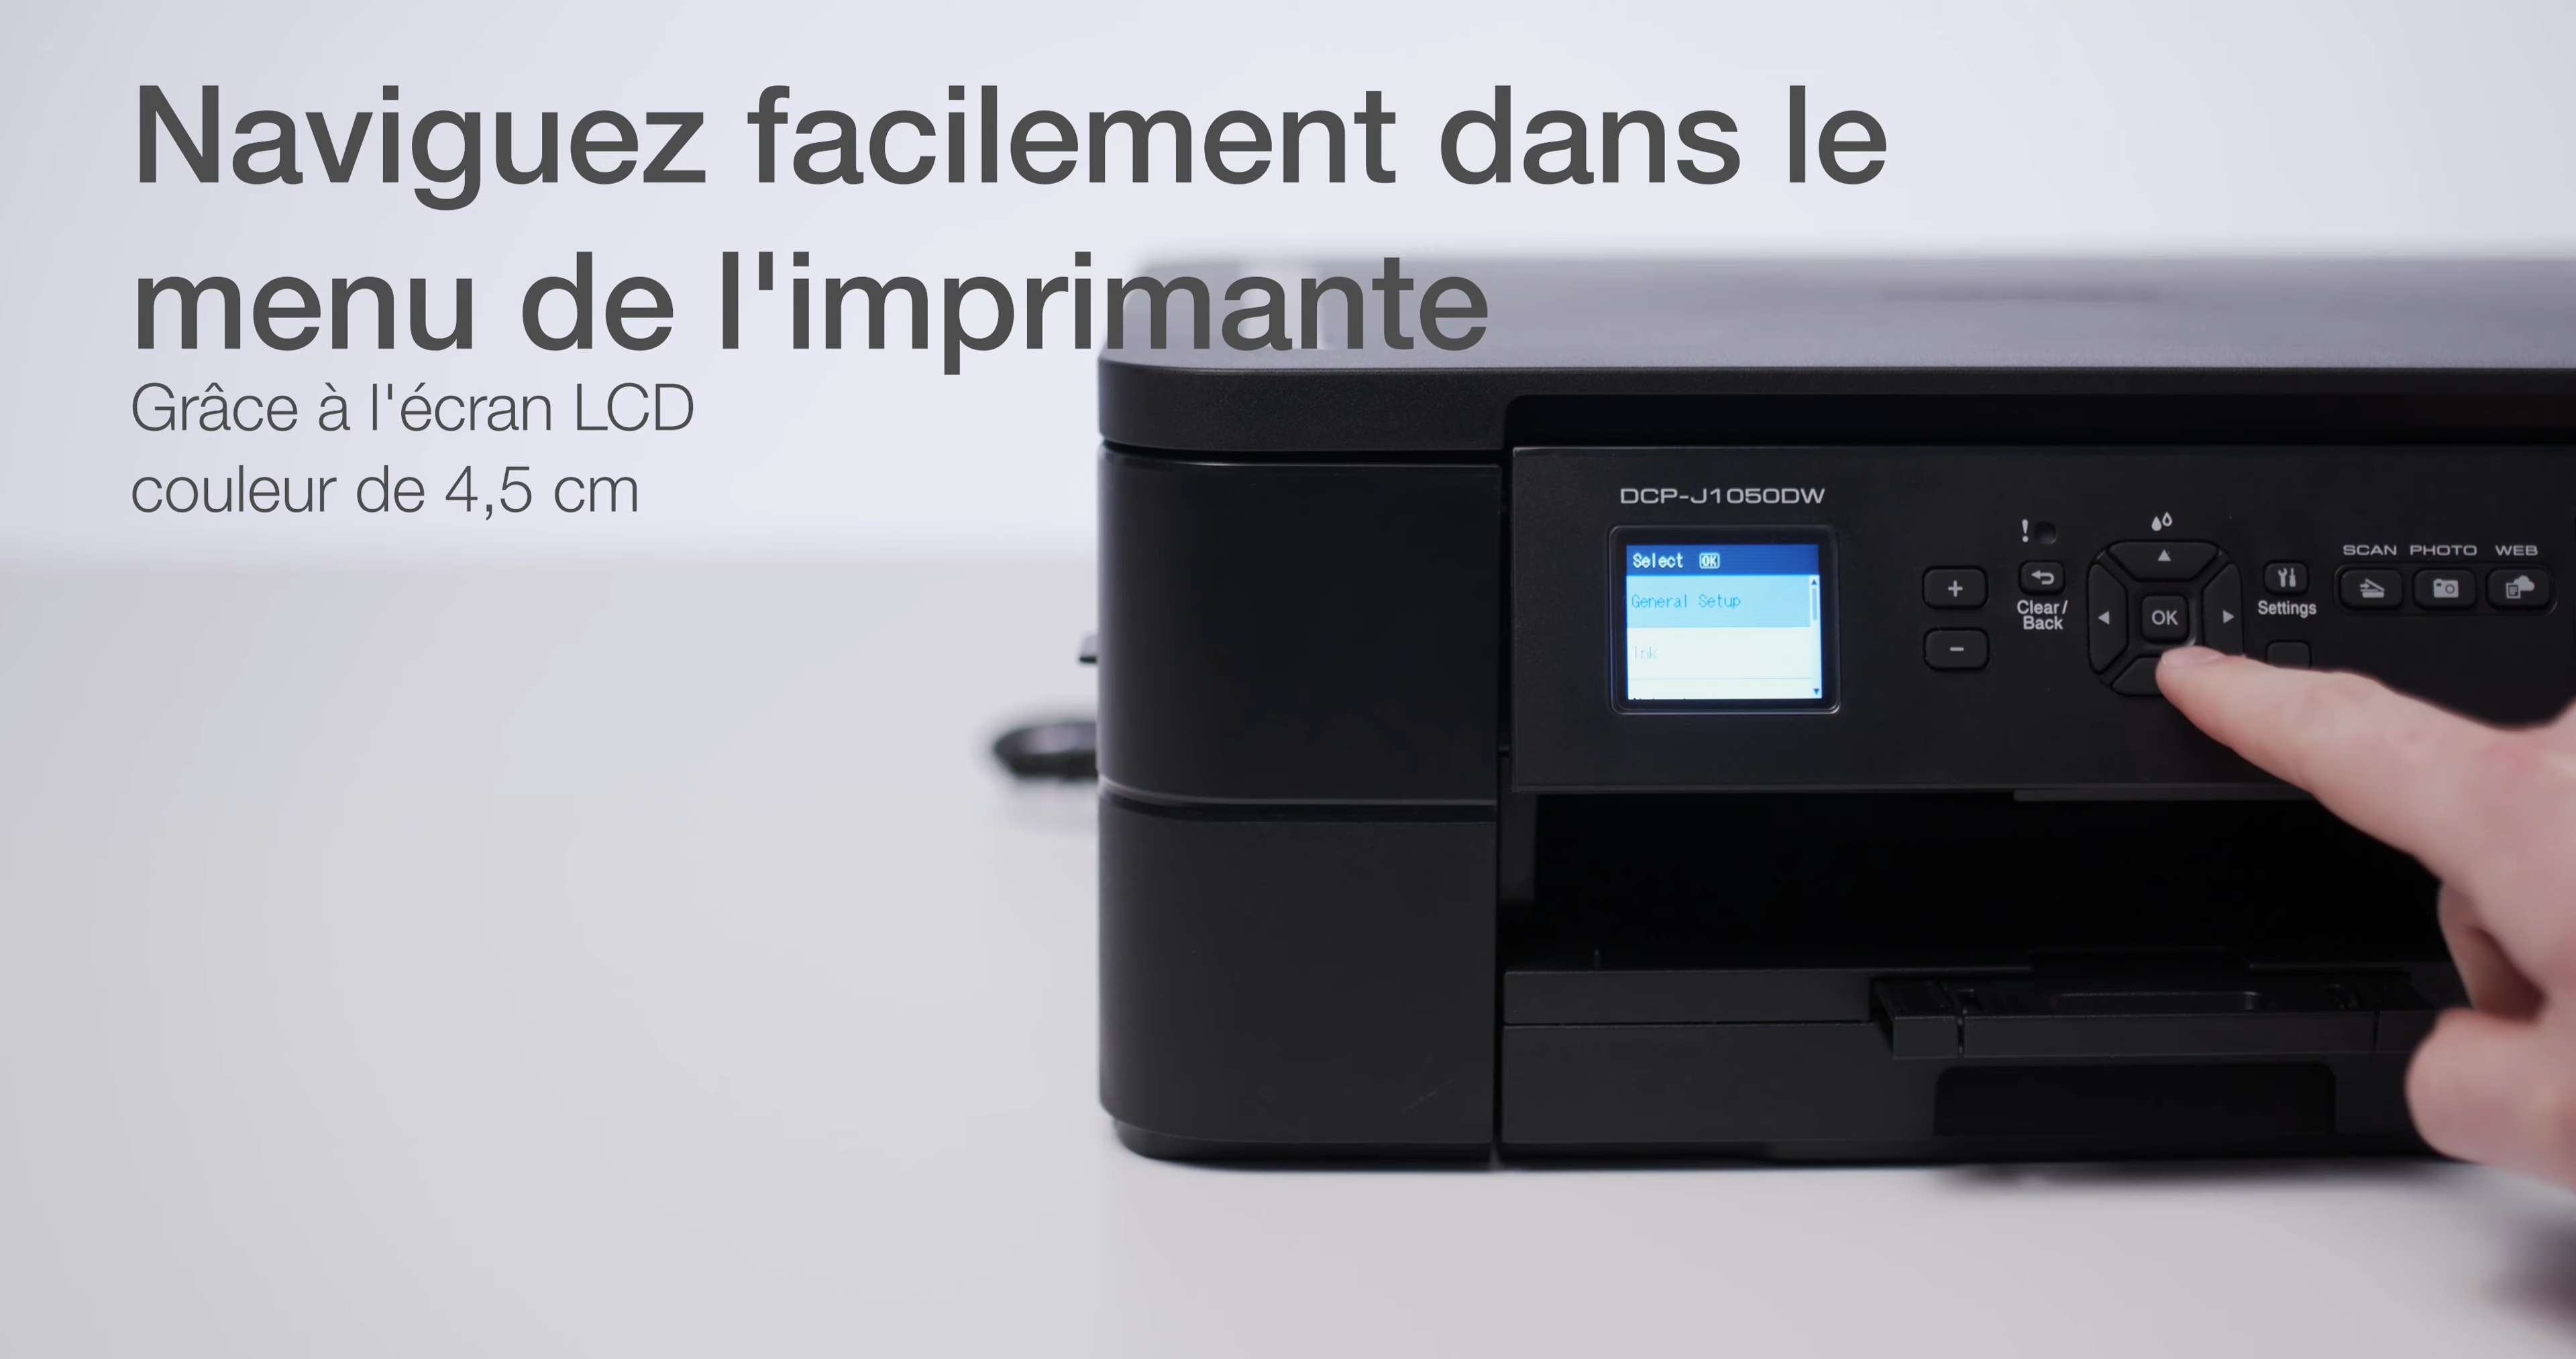 Naviguez facilement dans le
menu de l'imprimante
Grâce à l'écran LCD
couleur de 4,5 cm
DCP-J1050DW
Select OK
General Setup
Ink
+
-
!
Clear /
Back
OK
Settings
SCAN PHOTO WEB